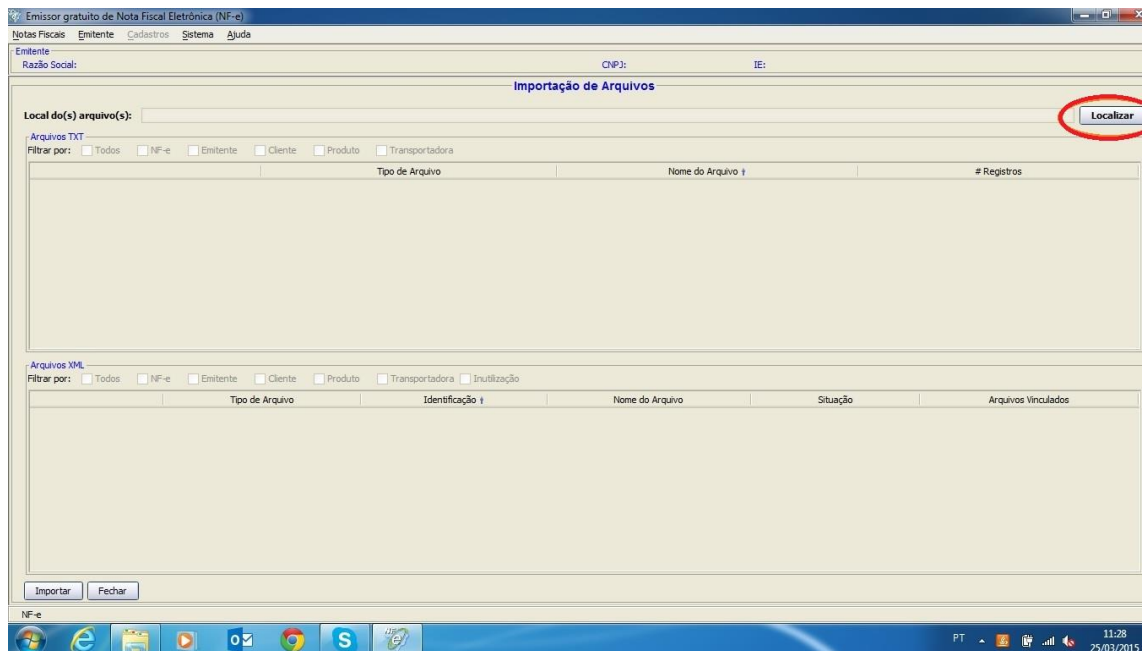 Emissor gratuito de Nota Fiscal Eletrônica (NF-e)
Notas Fiscais Emitente Cadastros Sistema Ajuda
Emitente
Razão Social: CNPJ: IE:
Importação de Arquivos
Local do(s) arquivo(s): Localizar
Arquivos TXT
Filtrar por: Todos NF-e Emitente Cliente Produto Transportadora
Tipo de Arquivo Nome do Arquivo # Registros
Arquivos XML
Filtrar por: Todos NF-e Emitente Cliente Produto Transportadora Inutilização
Tipo de Arquivo Identificação Nome do Arquivo Situação Arquivos Vinculados
Importar Fechar
NF-e
PT 11:28
25/03/2015